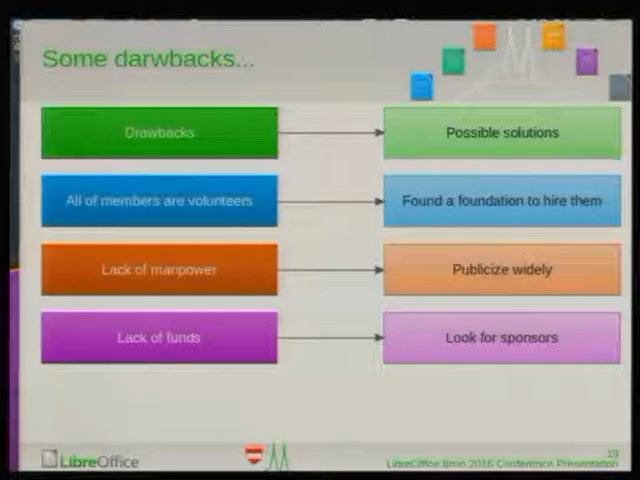 Some darwbacks...
Drawbacks
Possible solutions
All of members are volunteers
Found a foundation to hire them
Lack of manpower
Publicize widely
Lack of funds
Look for sponsors
LibreOffice
19
LibreOffice Brno 2016 Conference Presentation